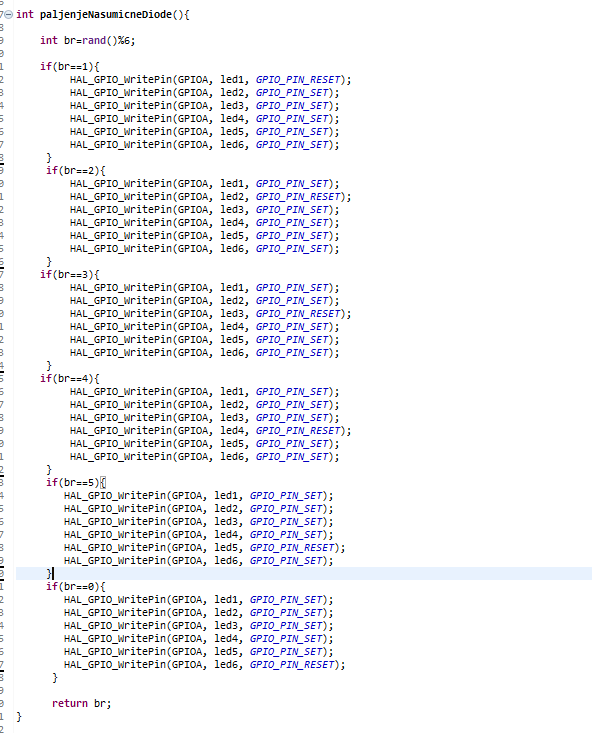 int paljenjeNasumicneDiode(){
int br=rand()%6;
if(br==1){
HAL_GPIO_WritePin(GPIOA, led1, GPIO_PIN_RESET);
HAL_GPIO_WritePin(GPIOA, led2, GPIO_PIN_SET);
HAL_GPIO_WritePin(GPIOA, led3, GPIO_PIN_SET);
HAL_GPIO_WritePin(GPIOA, led4, GPIO_PIN_SET);
HAL_GPIO_WritePin(GPIOA, led5, GPIO_PIN_SET);
HAL_GPIO_WritePin(GPIOA, led6, GPIO_PIN_SET);
}
if(br==2){
HAL_GPIO_WritePin(GPIOA, led1, GPIO_PIN_SET);
HAL_GPIO_WritePin(GPIOA, led2, GPIO_PIN_RESET);
HAL_GPIO_WritePin(GPIOA, led3, GPIO_PIN_SET);
HAL_GPIO_WritePin(GPIOA, led4, GPIO_PIN_SET);
HAL_GPIO_WritePin(GPIOA, led5, GPIO_PIN_SET);
HAL_GPIO_WritePin(GPIOA, led6, GPIO_PIN_SET);
}
if(br==3){
HAL_GPIO_WritePin(GPIOA, led1, GPIO_PIN_SET);
HAL_GPIO_WritePin(GPIOA, led2, GPIO_PIN_SET);
HAL_GPIO_WritePin(GPIOA, led3, GPIO_PIN_RESET);
HAL_GPIO_WritePin(GPIOA, led4, GPIO_PIN_SET);
HAL_GPIO_WritePin(GPIOA, led5, GPIO_PIN_SET);
HAL_GPIO_WritePin(GPIOA, led6, GPIO_PIN_SET);
}
if(br==4){
HAL_GPIO_WritePin(GPIOA, led1, GPIO_PIN_SET);
HAL_GPIO_WritePin(GPIOA, led2, GPIO_PIN_SET);
HAL_GPIO_WritePin(GPIOA, led3, GPIO_PIN_SET);
HAL_GPIO_WritePin(GPIOA, led4, GPIO_PIN_RESET);
HAL_GPIO_WritePin(GPIOA, led5, GPIO_PIN_SET);
HAL_GPIO_WritePin(GPIOA, led6, GPIO_PIN_SET);
}
if(br==5){
HAL_GPIO_WritePin(GPIOA, led1, GPIO_PIN_SET);
HAL_GPIO_WritePin(GPIOA, led2, GPIO_PIN_SET);
HAL_GPIO_WritePin(GPIOA, led3, GPIO_PIN_SET);
HAL_GPIO_WritePin(GPIOA, led4, GPIO_PIN_SET);
HAL_GPIO_WritePin(GPIOA, led5, GPIO_PIN_RESET);
HAL_GPIO_WritePin(GPIOA, led6, GPIO_PIN_SET);
}
if(br==0){
HAL_GPIO_WritePin(GPIOA, led1, GPIO_PIN_SET);
HAL_GPIO_WritePin(GPIOA, led2, GPIO_PIN_SET);
HAL_GPIO_WritePin(GPIOA, led3, GPIO_PIN_SET);
HAL_GPIO_WritePin(GPIOA, led4, GPIO_PIN_SET);
HAL_GPIO_WritePin(GPIOA, led5, GPIO_PIN_SET);
HAL_GPIO_WritePin(GPIOA, led6, GPIO_PIN_RESET);
}
return br;
}